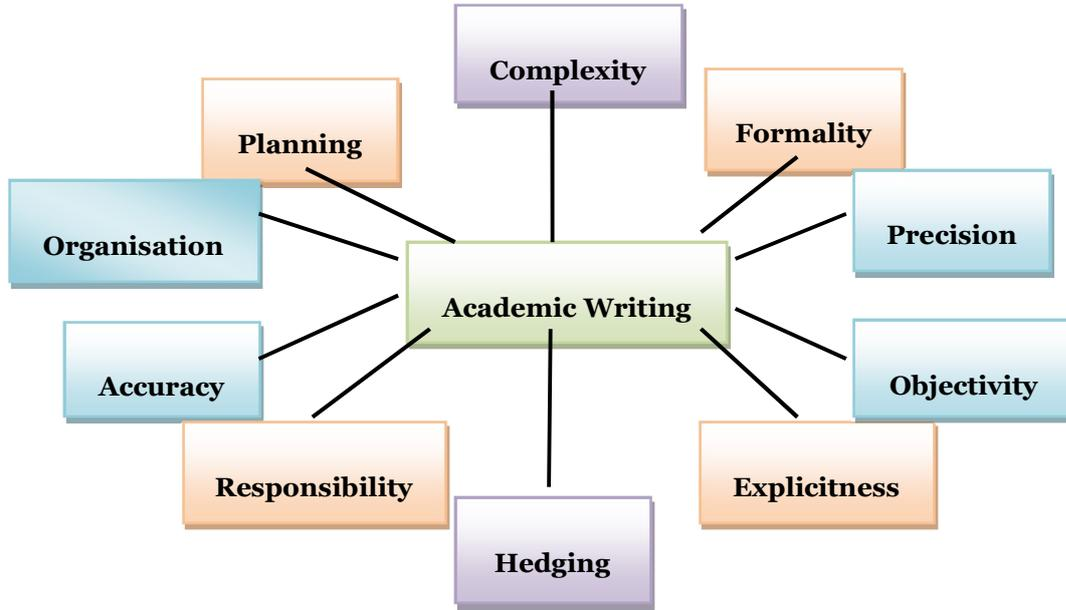 Complexity
Planning
Formality
Organisation
Precision
Academic Writing
Accuracy
Objectivity
Responsibility
Explicitness
Hedging